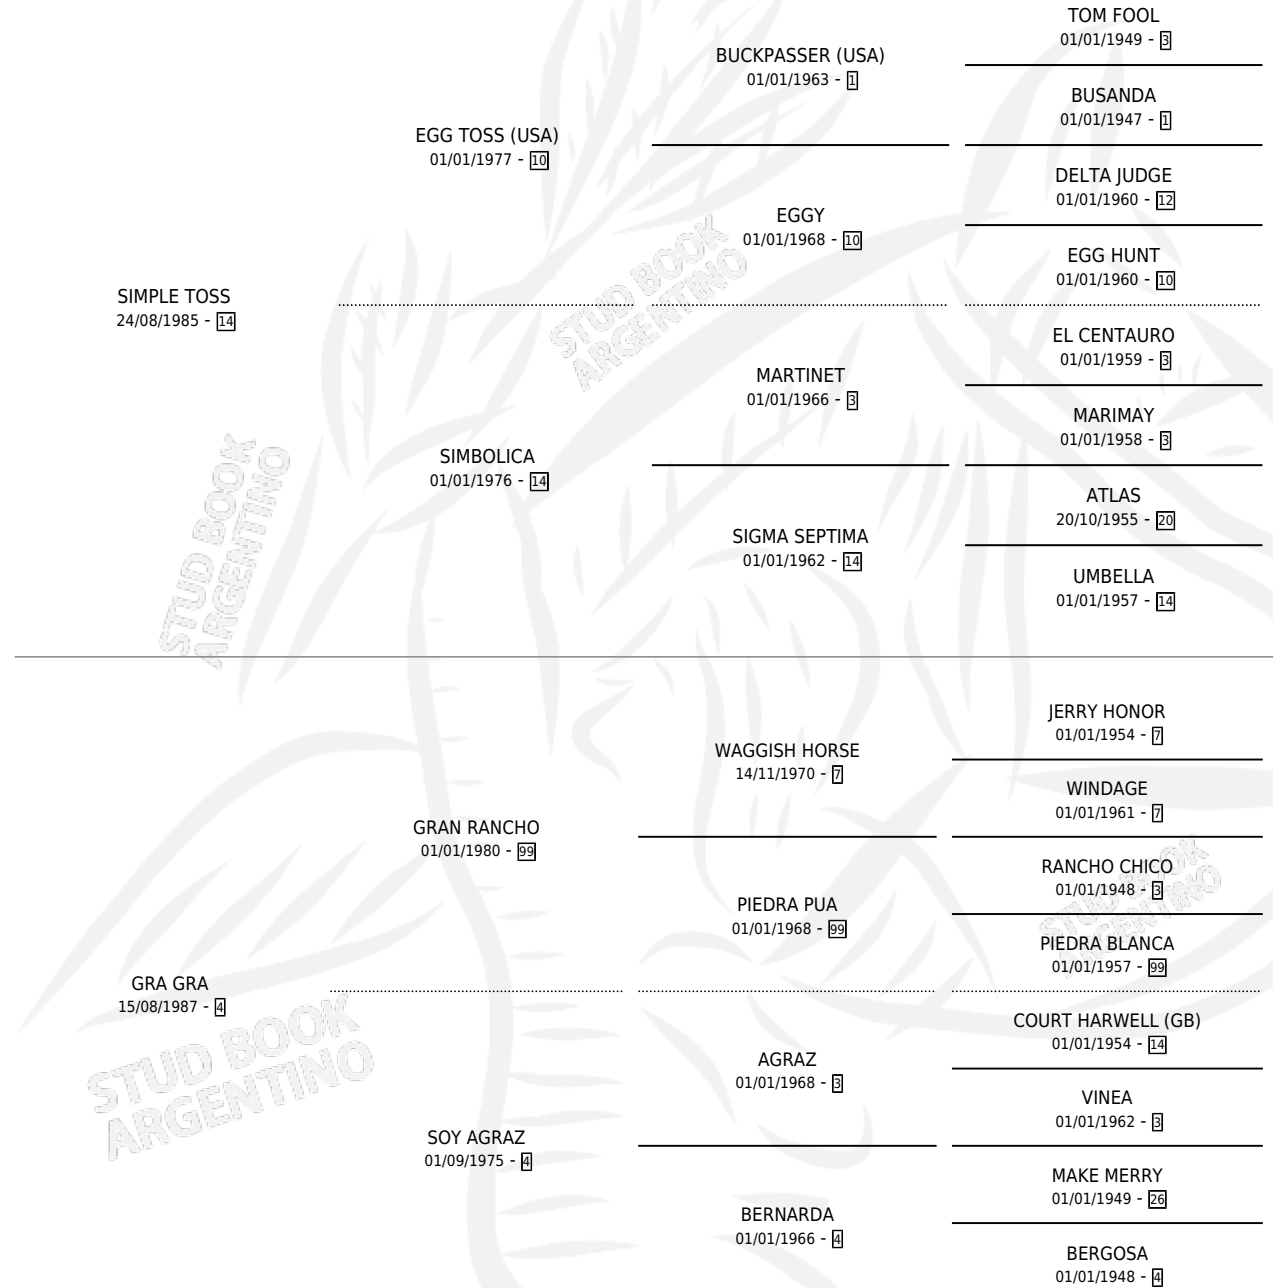 TOM FOOL
01/01/1949 - 3
BUCKPASSER (USA)
01/01/1963 - 1
BUSANDA
01/01/1947 - 1
EGG TOSS (USA)
01/01/1977 - 10
DELTA JUDGE
01/01/1960 - 12
EGGY
01/01/1968 - 10
EGG HUNT
01/01/1960 - 10
SIMPLE TOSS
24/08/1985 - 14
STUD BOOK
ARGENTINO
EL CENTAURO
01/01/1959 - 3
MARTINET
01/01/1966 - 3
MARIMAY
01/01/1958 - 3
SIMBOLICA
01/01/1976 - 14
ATLAS
20/10/1955 - 20
SIGMA SEPTIMA
01/01/1962 - 14
UMBELLA
01/01/1957 - 14
STUD BOOK
ARGENTINO
JERRY HONOR
01/01/1954 - 7
WAGGISH HORSE
14/11/1970 - 7
WINDAGE
01/01/1961 - 7
GRAN RANCHO
01/01/1980 - 99
RANCHO CHICO
01/01/1948 - 3
PIEDRA PUA
01/01/1968 - 99
STUD BOOK
ARGENTINO
PIEDRA BLANCA
01/01/1957 - 99
GRA GRA
15/08/1987 - 4
COURT HARWELL (GB)
01/01/1954 - 14
AGRAZ
01/01/1968 - 3
STUD BOOK
ARGENTINO
VINEA
01/01/1962 - 3
SOY AGRAZ
01/09/1975 - 4
MAKE MERRY
01/01/1949 - 26
BERNARDA
01/01/1966 - 4
BERGOSA
01/01/1948 - 4